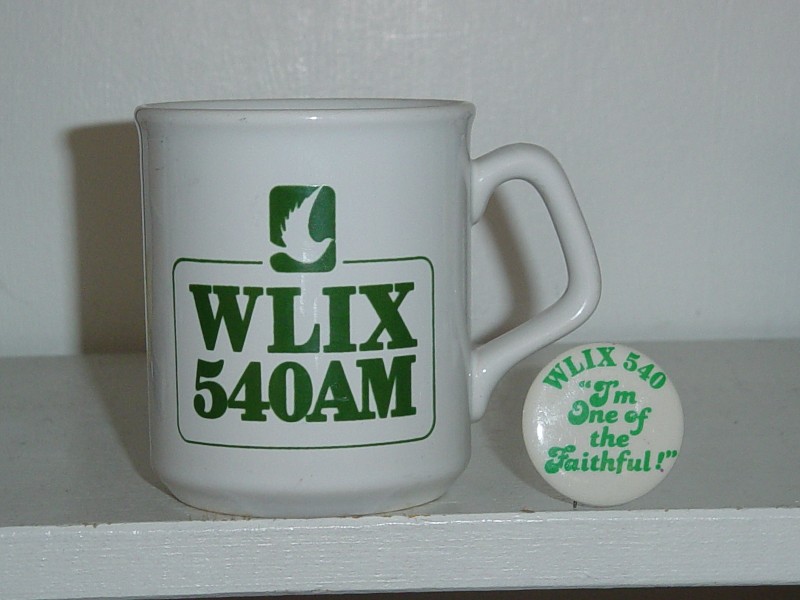 WLIX
540AM
WLIX 540
"I'm
One of
the
Faithful!"